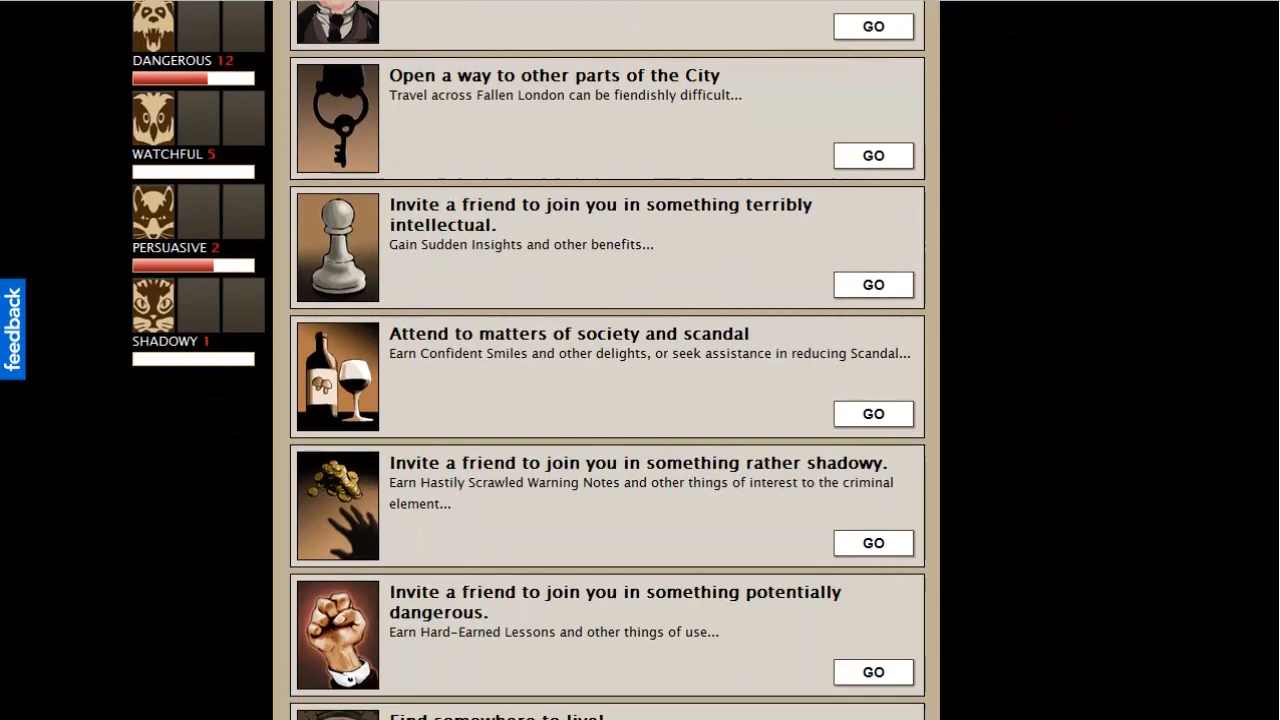 DANGEROUS 12
WATCHFUL 5
PERSUASIVE 2
SHADOWY 1
feedback
GO
Open a way to other parts of the City
Travel across Fallen London can be fiendishly difficult...
GO
Invite a friend to join you in something terribly
intellectual.
Gain Sudden Insights and other benefits...
GO
Attend to matters of society and scandal
Earn Confident Smiles and other delights, or seek assistance in reducing Scandal...
GO
Invite a friend to join you in something rather shadowy.
Earn Hastily Scrawled Warning Notes and other things of interest to the criminal
element...
GO
Invite a friend to join you in something potentially
dangerous.
Earn Hard-Earned Lessons and other things of use...
GO
Find somewhere to live!